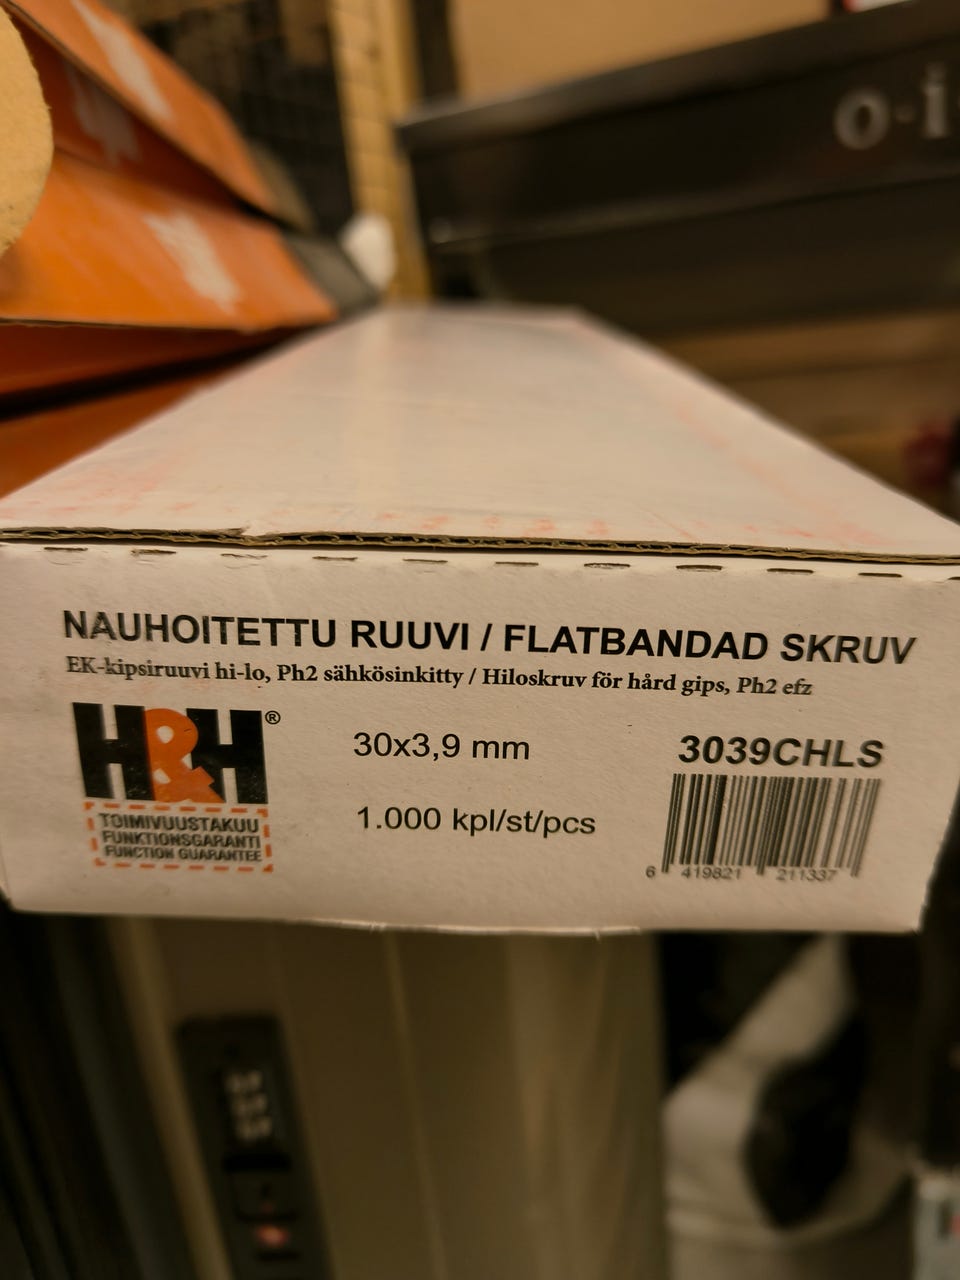 o-i
NAUHOITETTU RUUVI / FLATBANDAD SKRUV
EK-kipsiruuvi hi-lo, Ph2 sähkösinkitty / Hiloskruv för hård gips, Ph2 efz
H&H®
TOIMIVUUSTAKUU
FUNKTIONSGARANTI
FUNCTION GUARANTEE
30x3,9 mm
1.000 kpl/st/pcs
3039CHLS
6 419821 211337